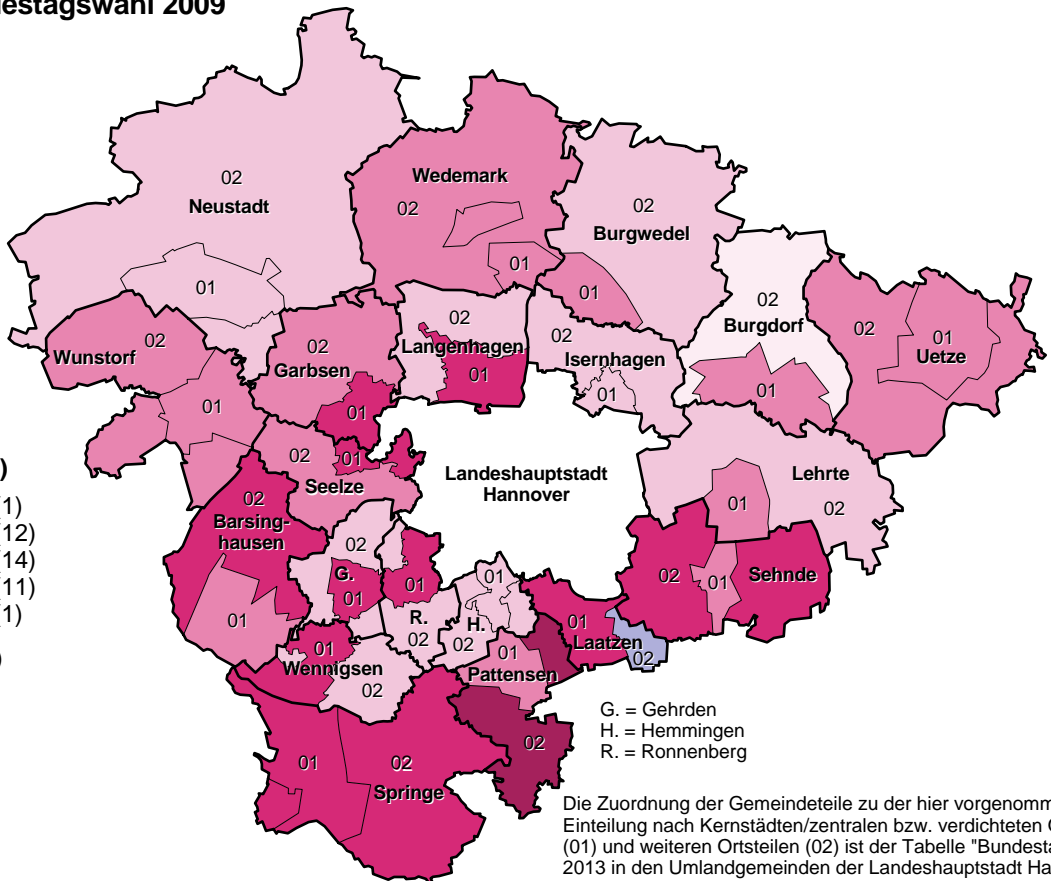 destagswahl 2009
02
Neustadt
01
Wedemark
02
01
02
Burgwedel
01
02
Burgdorf
01
02
01
Uetze
02
Wunstorf
01
02
Garbsen
01
02
Langenhagen
01
02
Isernhagen
01
02
01
Seelze
Landeshauptstadt
Hannover
Lehrte
01
02
)
1)
12)
14)
11)
1)
)
02
Barsing-
hausen
01
02
G.
01
01
R.
02
01
H.
02
01
Laatzen
02
02
01
Sehnde
01
Wennigsen
02
01
Pattensen
02
01
02
Springe
G. = Gehrden
H. = Hemmingen
R. = Ronnenberg
Die Zuordnung der Gemeindeteile zu der hier vorgenomm
Einteilung nach Kernstädten/zentralen bzw. verdichteten
(01) und weiteren Ortsteilen (02) ist der Tabelle "Bundesta
2013 in den Umlandgemeinden der Landeshauptstadt Ha